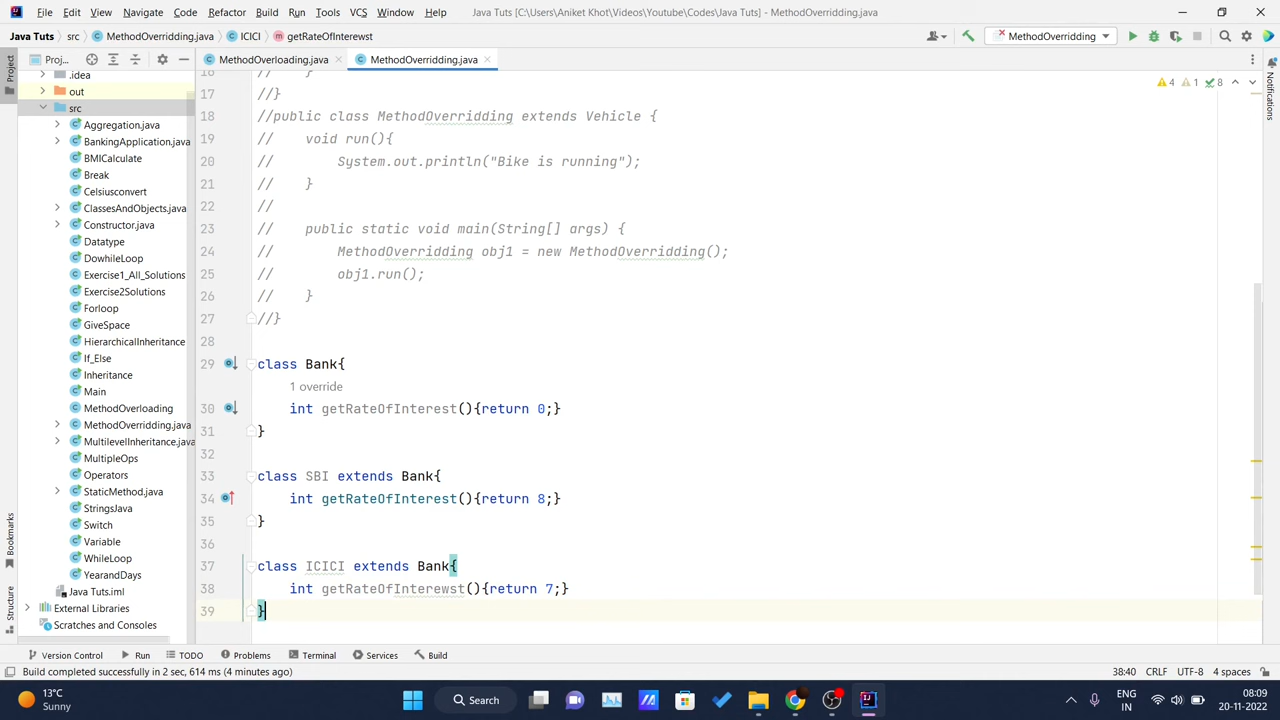 File Edit View Navigate Code Refactor Build Run Tools VCS Window Help Java Tuts [C:\Users\Aniket Khot\Videos\Youtube\Codes\Java Tuts] - MethodOverridding.java
Java Tuts src MethodOverridding.java ICICI getRateOfInterewst MethodOverridding
Proj... MethodOverloading.java MethodOverridding.java
Project
Notifications
Bookmarks
Structure
.idea
out
src
Aggregation.java
BankingApplication.java
BMICalculate
Break
Celsiusconvert
ClassesAndObjects.java
Constructor.java
Datatype
DowhileLoop
Exercise1_All_Solutions
Exercise2Solutions
Forloop
GiveSpace
HierarchicalInheritance
If_Else
Inheritance
Main
MethodOverloading
MethodOverridding.java
MultilevelInheritance.java
MultipleOps
Operators
StaticMethod.java
StringsJava
Switch
Variable
WhileLoop
YearandDays
Java Tuts.iml
External Libraries
Scratches and Consoles
4 1 8
16 // }
17 //}
18 //public class MethodOverridding extends Vehicle {
19 // void run(){
20 // System.out.println("Bike is running");
21 // }
22 //
23 // public static void main(String[] args) {
24 // MethodOverridding obj1 = new MethodOverridding();
25 // obj1.run();
26 // }
27 //}
28
29 class Bank{
1 override
30 int getRateOfInterest(){return 0;}
31 }
32
33 class SBI extends Bank{
34 int getRateOfInterest(){return 8;}
35 }
36
37 class ICICI extends Bank{
38 int getRateOfInterewst(){return 7;}
39 }
Version Control Run TODO Problems Terminal Services Build
Build completed successfully in 2 sec, 614 ms (4 minutes ago) 38:40 CRLF UTF-8 4 spaces
13°C
Sunny
Search
ENG
IN
08:09
20-11-2022